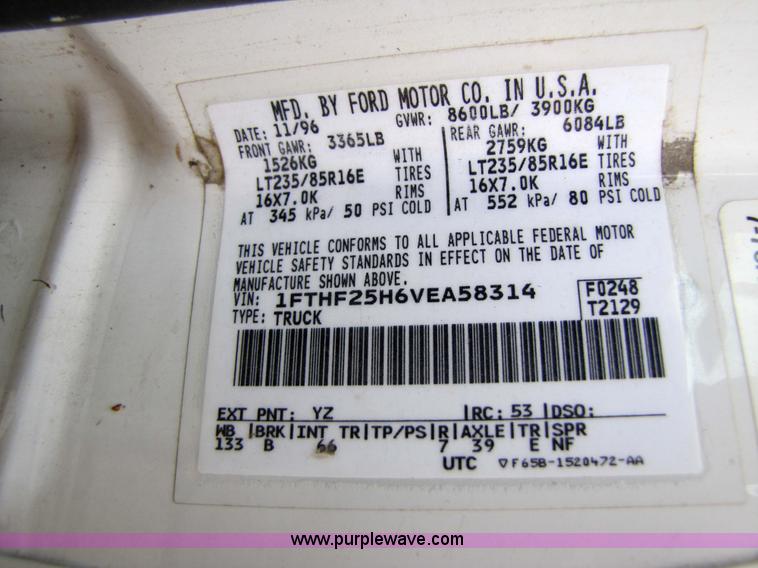 MFD. BY FORD MOTOR CO. IN U.S.A.
DATE: 11/96 GVWR: 8600LB/ 3900KG
FRONT GAWR: 3365LB REAR GAWR: 6084LB
1526KG WITH 2759KG WITH
LT235/85R16E TIRES LT235/85R16E TIRES
16X7.0K RIMS 16X7.0K RIMS
AT 345 kPa/ 50 PSI COLD AT 552 kPa/ 80 PSI COLD
THIS VEHICLE CONFORMS TO ALL APPLICABLE FEDERAL MOTOR
VEHICLE SAFETY STANDARDS IN EFFECT ON THE DATE OF
MANUFACTURE SHOWN ABOVE.
VIN: 1FTHF25H6VEA58314 F0248
TYPE: TRUCK T2129
EXT PNT: YZ RC: 53 DSO:
WB BRK INT TR TP/PS R AXLE TR SPR
133 B 66 7 39 E NF
UTC ▽F65B-1520472-AA
www.purplewave.com